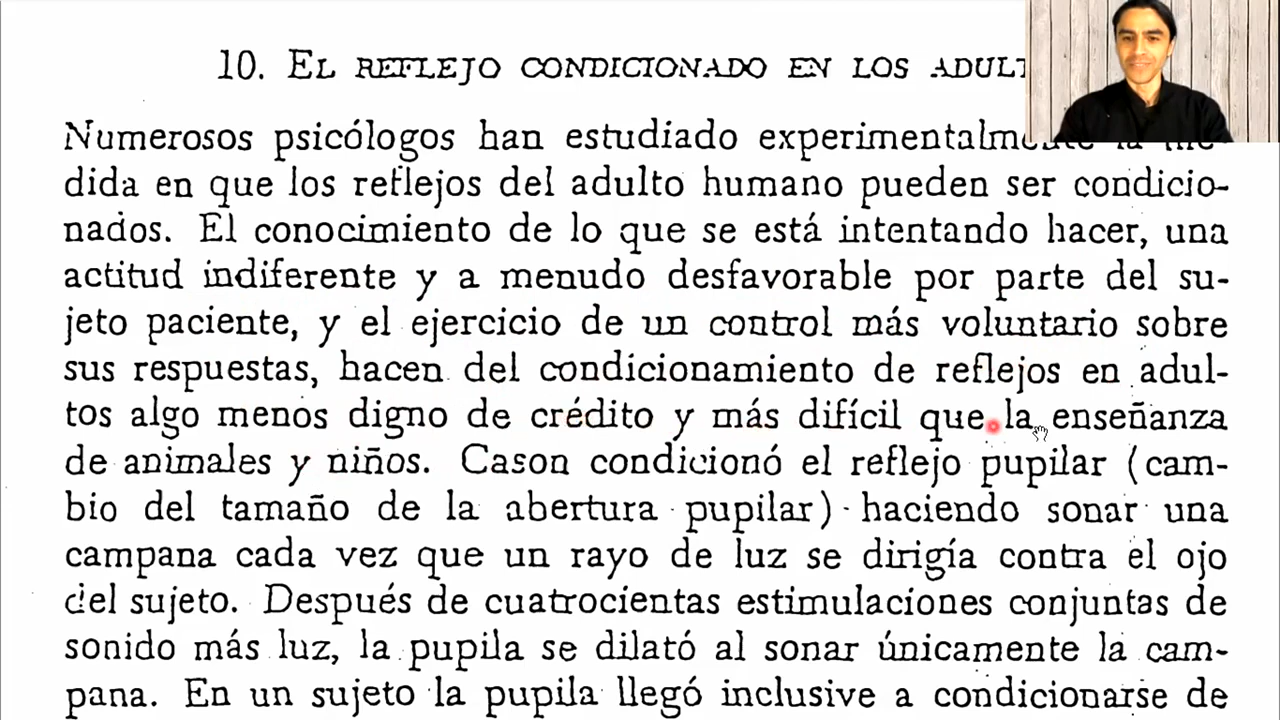 10. EL REFLEJO CONDICIONADO EN LOS
Numerosos psicólogos han estudiado experimentalmente la me-
dida en que los reflejos del adulto humano pueden ser condicio-
nados. El conocimiento de lo que se está intentando hacer, una
actitud indiferente y a menudo desfavorable por parte del su-
jeto paciente, y el ejercicio de un control más voluntario sobre
sus respuestas, hacen del condicionamiento de reflejos en adul-
tos algo menos digno de crédito y más difícil que la enseñanza
de animales y niños. Cason condicionó el reflejo pupilar (cam-
bio del tamaño de la abertura pupilar) haciendo sonar una
campana cada vez que un rayo de luz se dirigía contra el ojo
del sujeto. Después de cuatrocientas estimulaciones conjuntas de
sonido más luz, la pupila se dilató al sonar únicamente la cam-
pana. En un sujeto la pupila llegó inclusive a condicionarse de